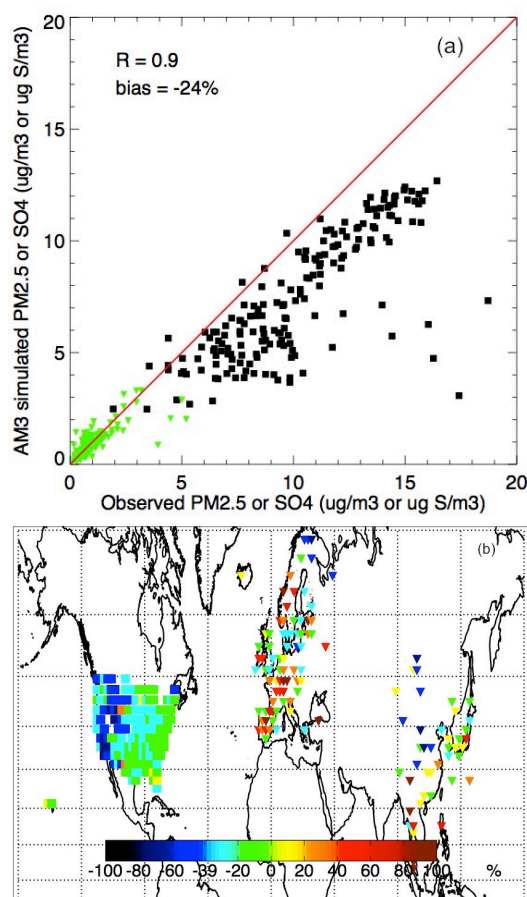 20
(a)
R = 0.9
bias = -24%
15
10
5
0
AM3 simulated PM2.5 or SO4 (ug/m3 or ug S/m3)
0 5 10 15 20
Observed PM2.5 or SO4 (ug/m3 or ug S/m3)
(b)
-100 -80 -60 -39 -20 0 20 40 60 80 100 %